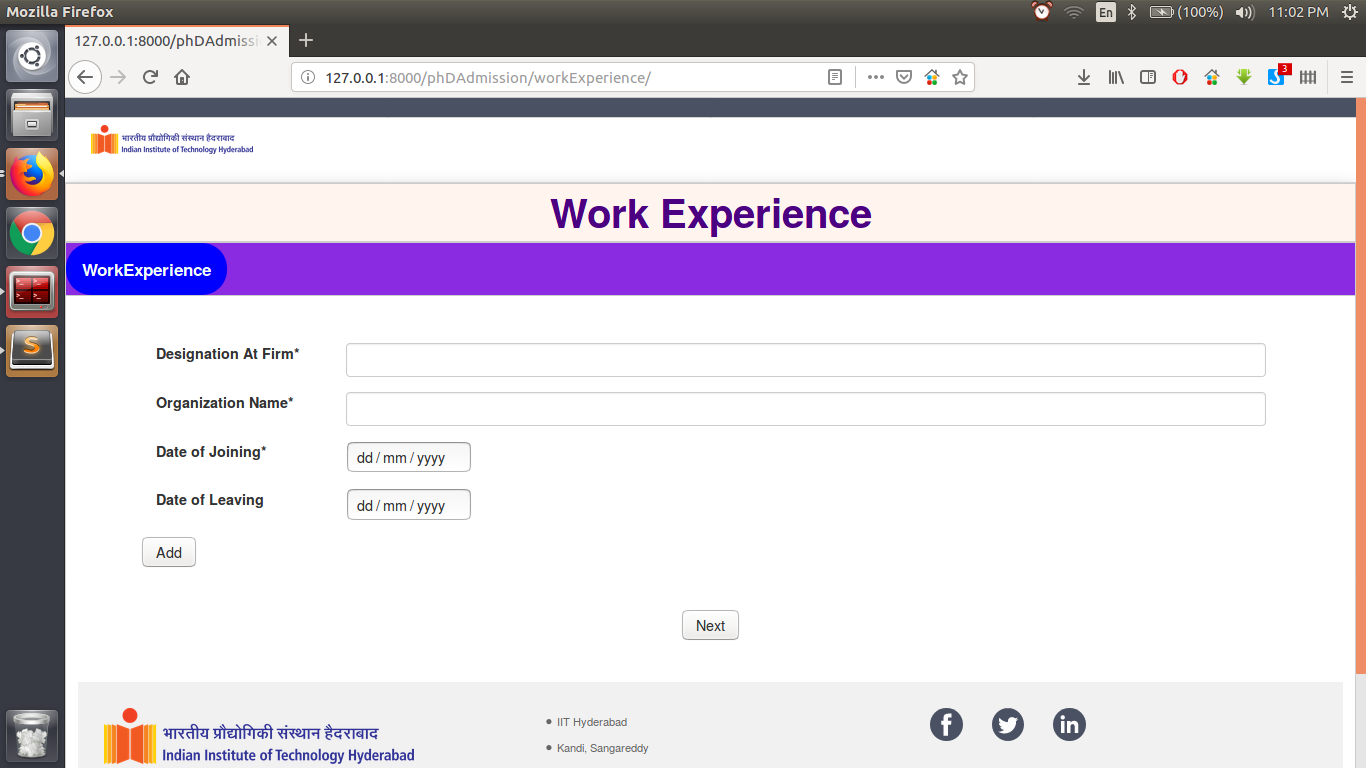 Mozilla Firefox
En
(100%)
11:02 PM
127.0.0.1:8000/phDAdmissi
127.0.0.1:8000/phDAdmission/workExperience/
3
भारतीय प्रौद्योगिकी संस्थान हैदराबाद
Indian Institute of Technology Hyderabad
Work Experience
WorkExperience
Designation At Firm*
Organization Name*
Date of Joining*
dd / mm / yyyy
Date of Leaving
dd / mm / yyyy
Add
Next
भारतीय प्रौद्योगिकी संस्थान हैदराबाद
Indian Institute of Technology Hyderabad
IIT Hyderabad
Kandi, Sangareddy